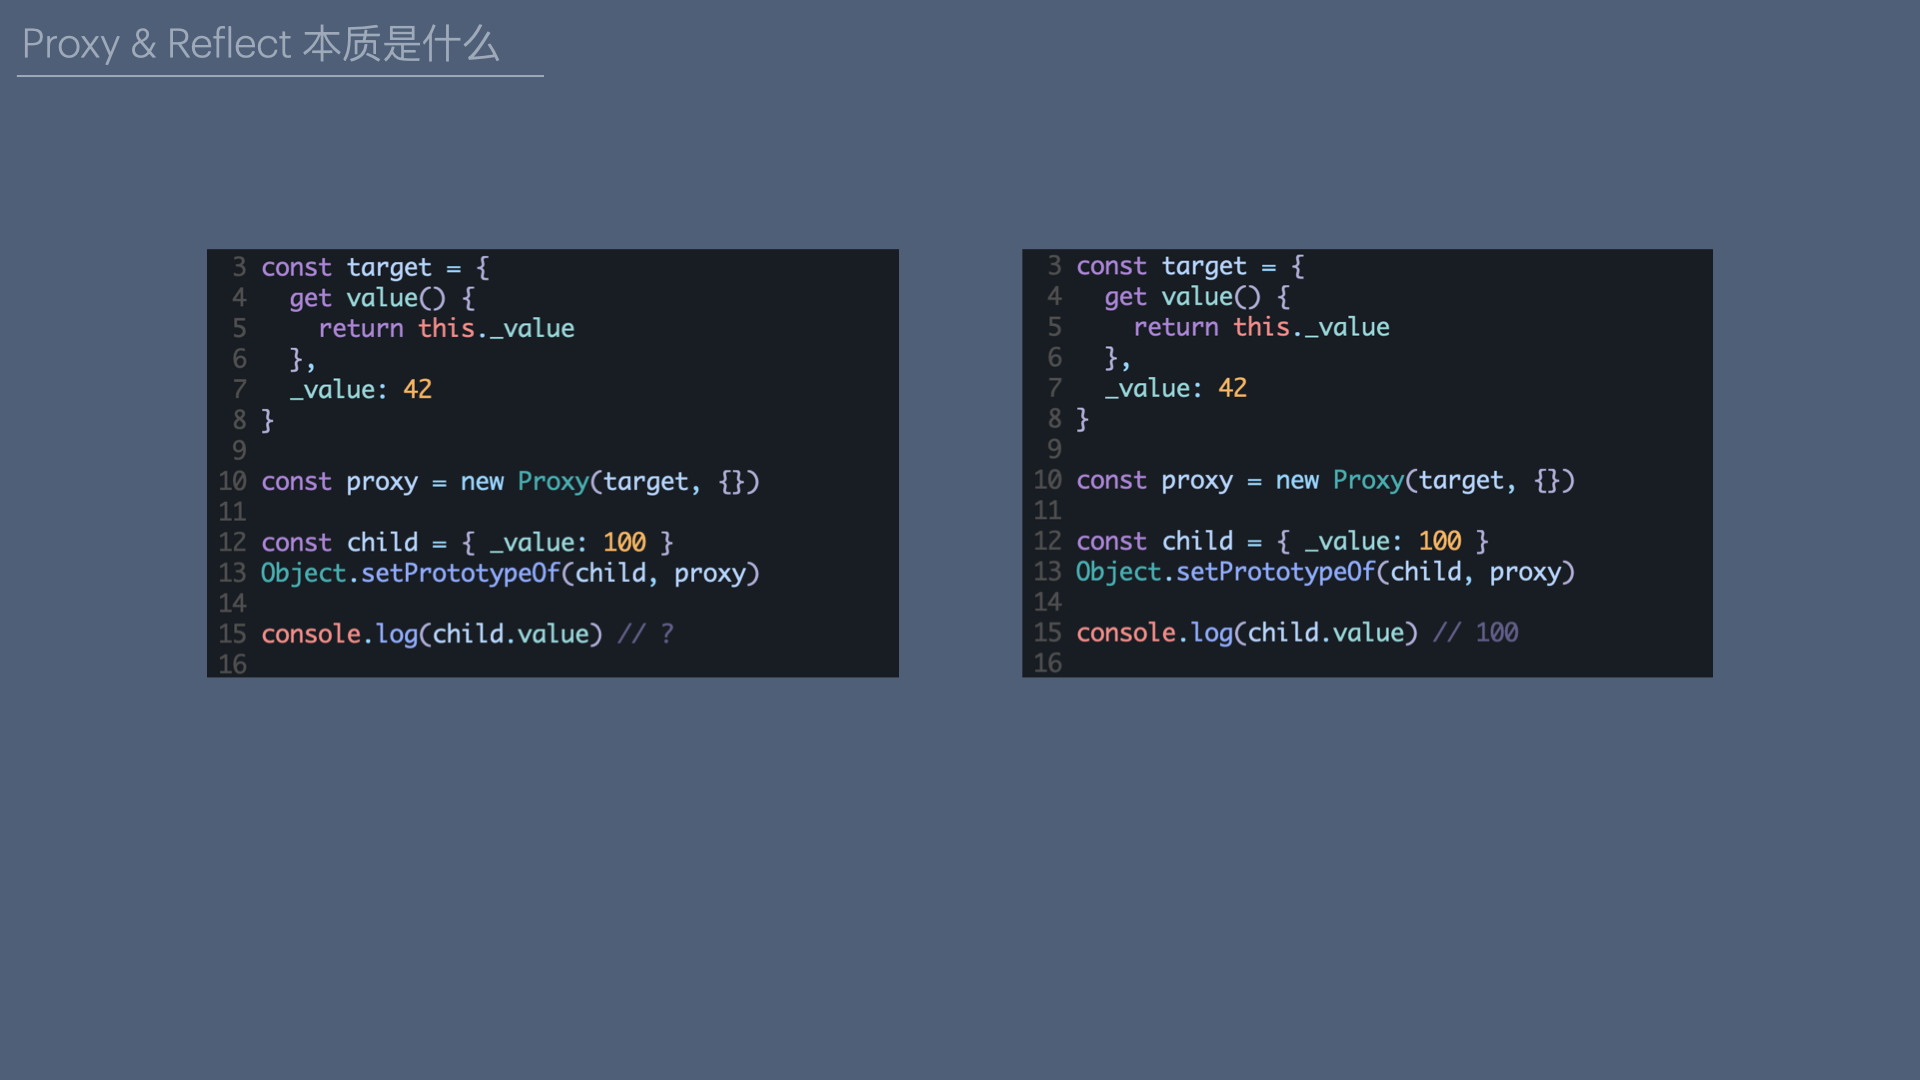 Proxy & Reflect 本质是什么
3 const target = {
4   get value() {
5     return this._value
6   },
7   _value: 42
8 }
9
10 const proxy = new Proxy(target, {})
11
12 const child = { _value: 100 }
13 Object.setPrototypeOf(child, proxy)
14
15 console.log(child.value) // ?
16
3 const target = {
4   get value() {
5     return this._value
6   },
7   _value: 42
8 }
9
10 const proxy = new Proxy(target, {})
11
12 const child = { _value: 100 }
13 Object.setPrototypeOf(child, proxy)
14
15 console.log(child.value) // 100
16